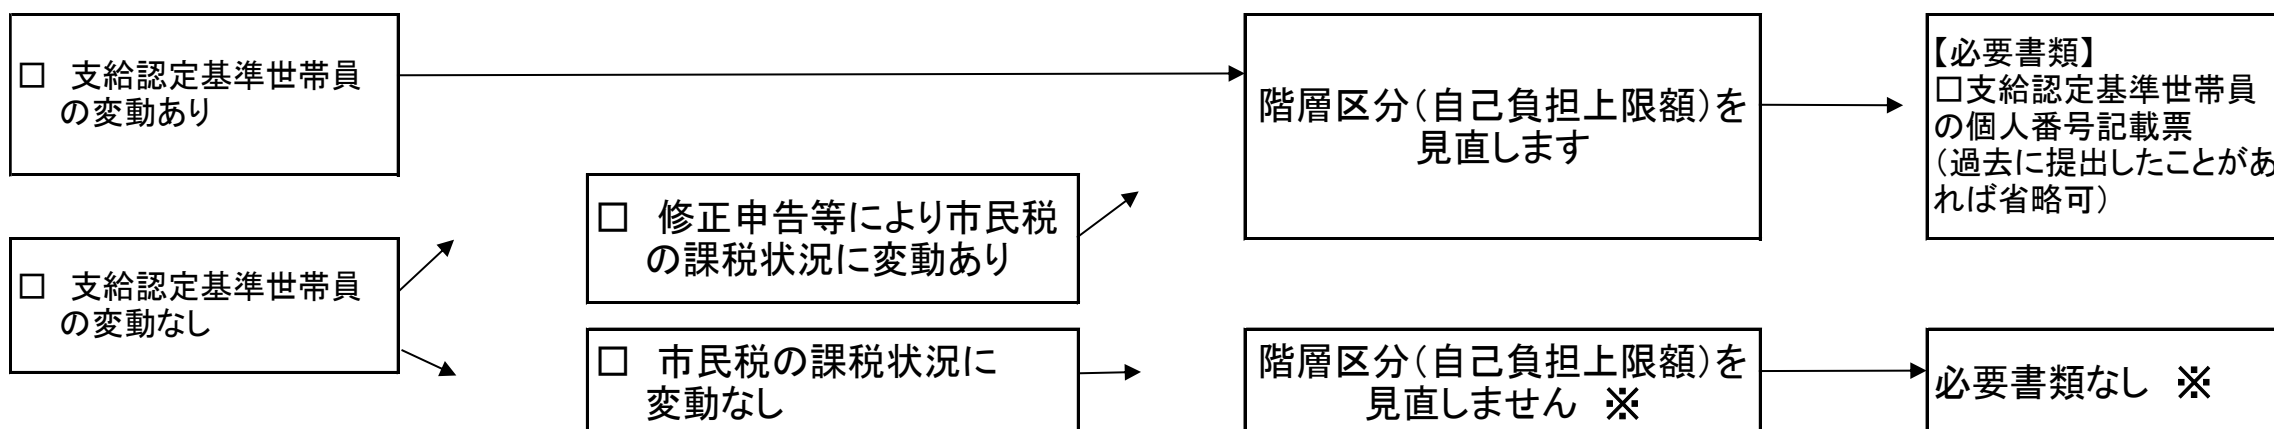 □ 支給認定基準世帯員
の変動あり
階層区分（自己負担上限額）を
見直します
【必要書類】
□支給認定基準世帯員
の個人番号記載票
（過去に提出したことがあ
れば省略可）
□ 修正申告等により市民税
の課税状況に変動あり
□ 支給認定基準世帯員
の変動なし
□ 市民税の課税状況に
変動なし
階層区分（自己負担上限額）を
見直しません ※
必要書類なし ※